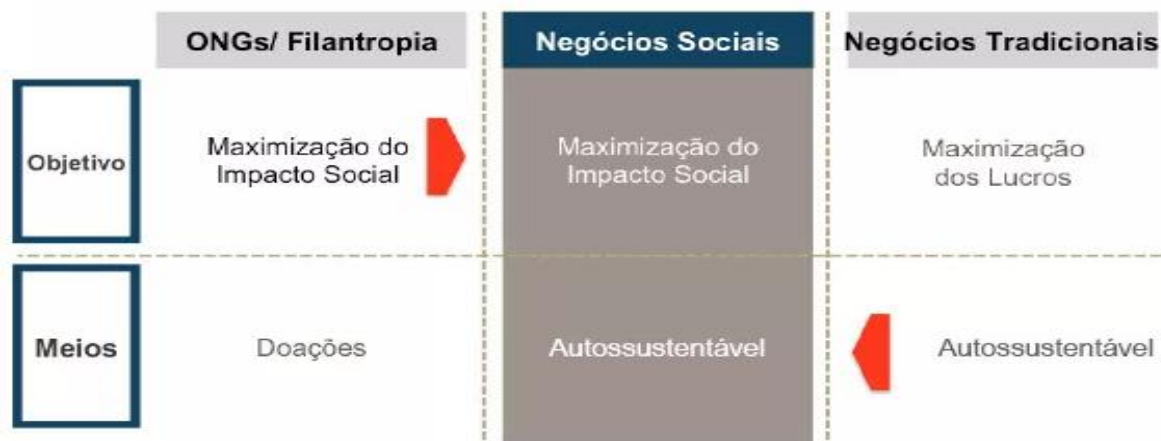 ONGs/ Filantropia
Negócios Sociais
Negócios Tradicionais
Objetivo
Maximização do
Impacto Social
Maximização do
Impacto Social
Maximização
dos Lucros
Meios
Doações
Autossustentável
Autossustentável